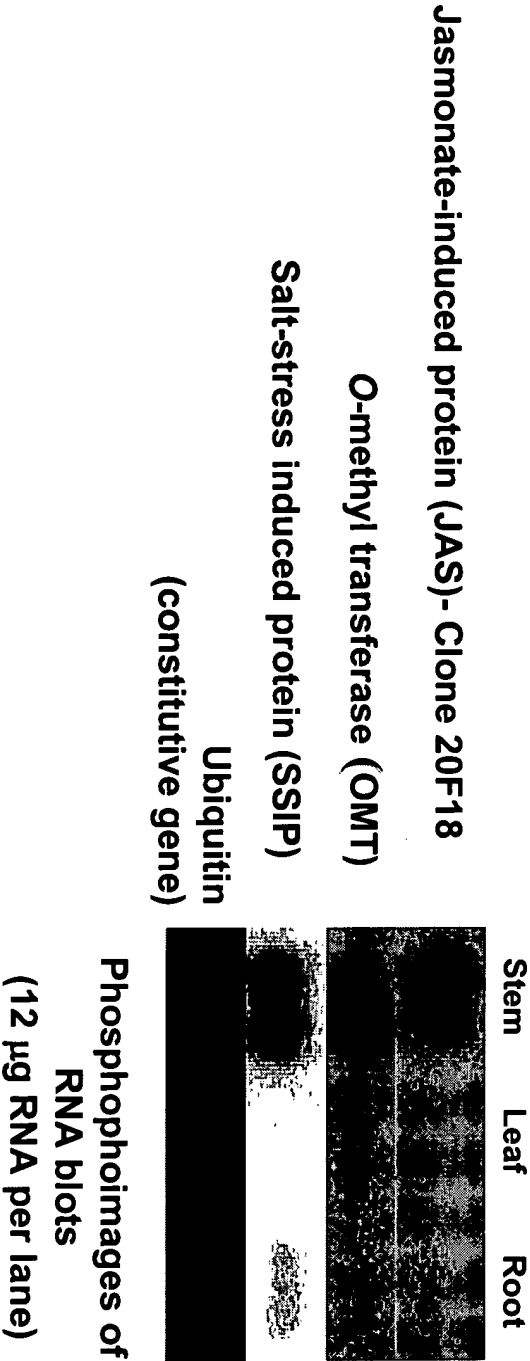 Stem Leaf Root
Jasmonate-induced protein (JAS)- Clone 20F18
O-methyl transferase (OMT)
Salt-stress induced protein (SSIP)
Ubiquitin
(constitutive gene)
Phosphophoimages of
RNA blots
(12 µg RNA per lane)